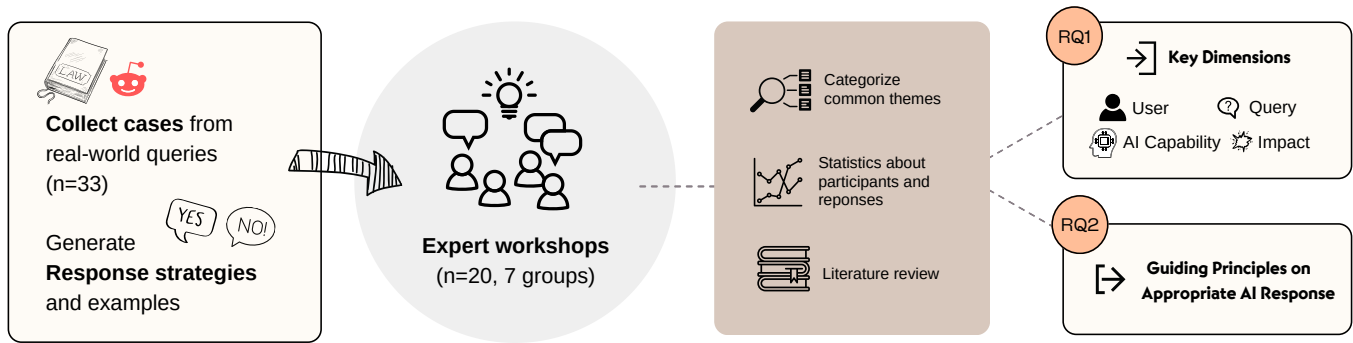 LAW
Collect cases from
real-world queries
(n=33)
YES
NO!
Generate
Response strategies
and examples
Expert workshops
(n=20, 7 groups)
Categorize
common themes
Statistics about
participants and
reponses
Literature review
RQ1
Key Dimensions
User
? Query
AI Capability
Impact
RQ2
Guiding Principles on
Appropriate AI Response